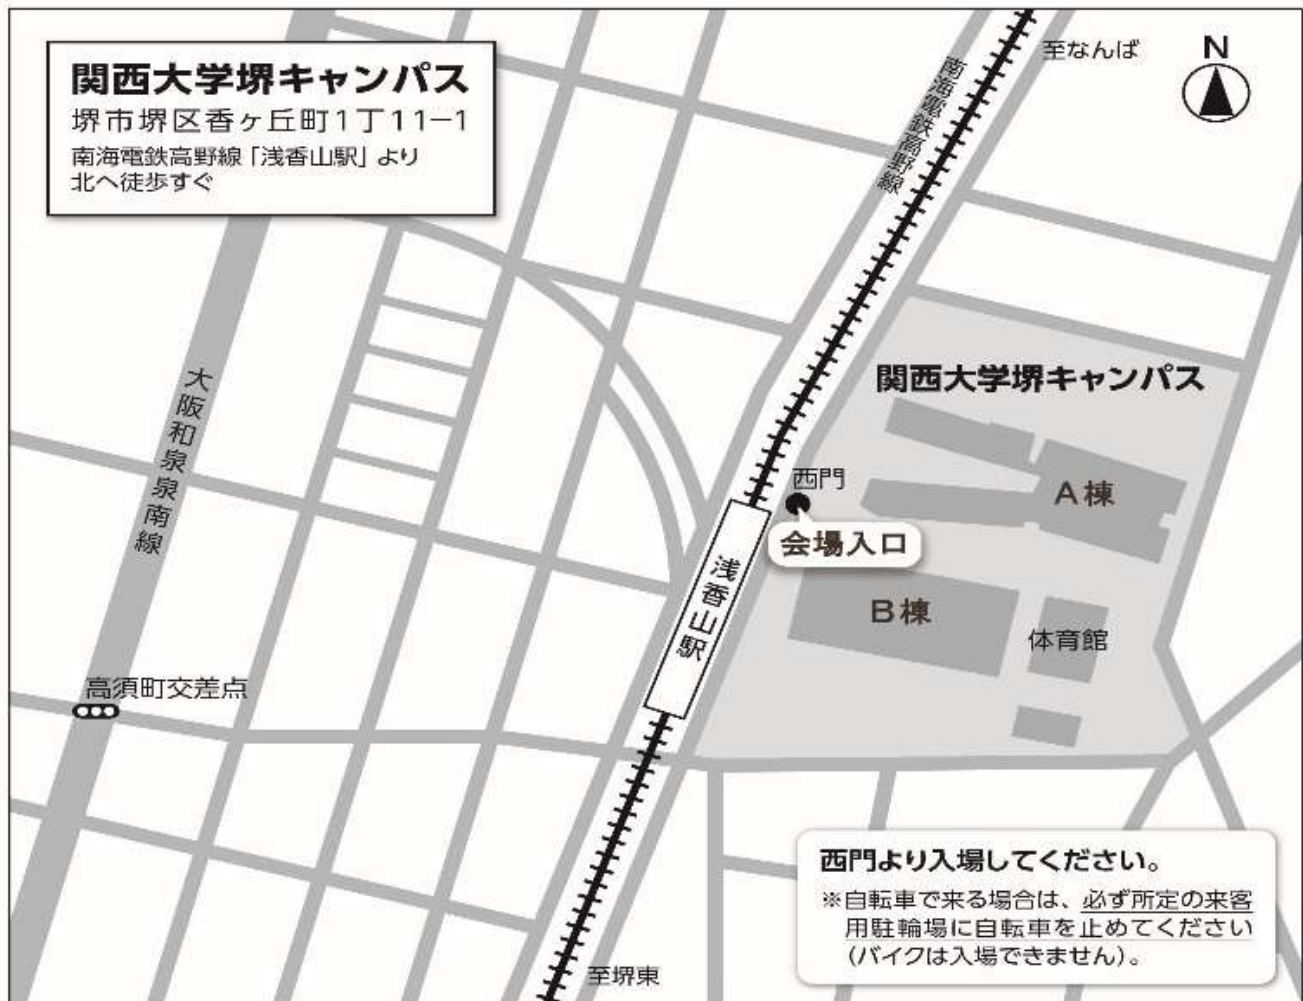 関西大学堺キャンパス
堺市堺区香ヶ丘町1丁11−1
南海電鉄高野線「浅香山駅」より
北へ徒歩すぐ
至なんば
N
南海電鉄高野線
関西大学堺キャンパス
大阪和泉泉南線
西門
A棟
会場入口
浅香山駅
B棟
体育館
高須町交差点
西門より入場してください。
※自転車で来る場合は、必ず所定の来客
用駐輪場に自転車を止めてください
(バイクは入場できません)。
至堺東